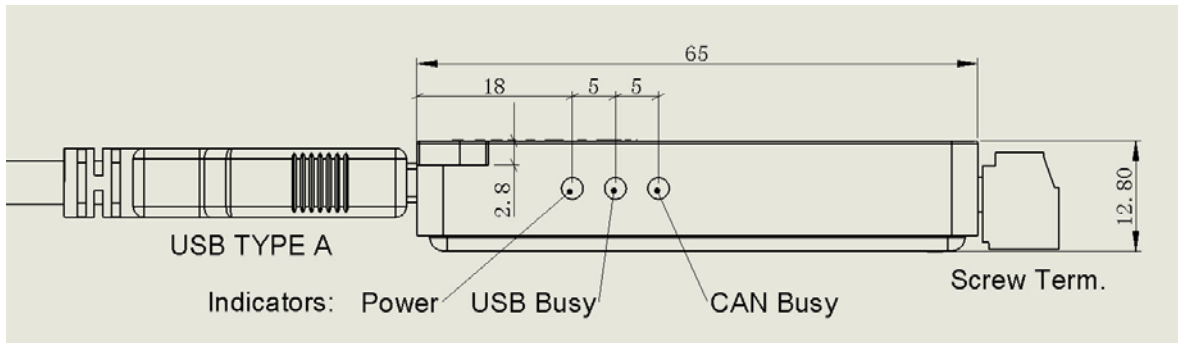 65
18 5 5
2.8
12.80
USB TYPE A
Screw Term.
Indicators: Power USB Busy CAN Busy